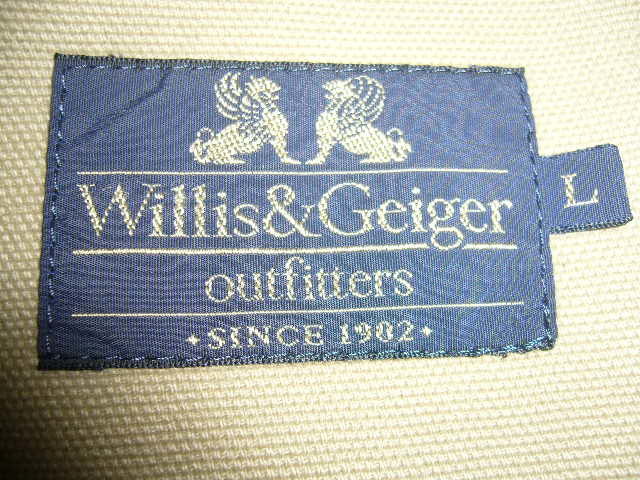 Willis&Geiger
outfitters
• SINCE 1902 •
L